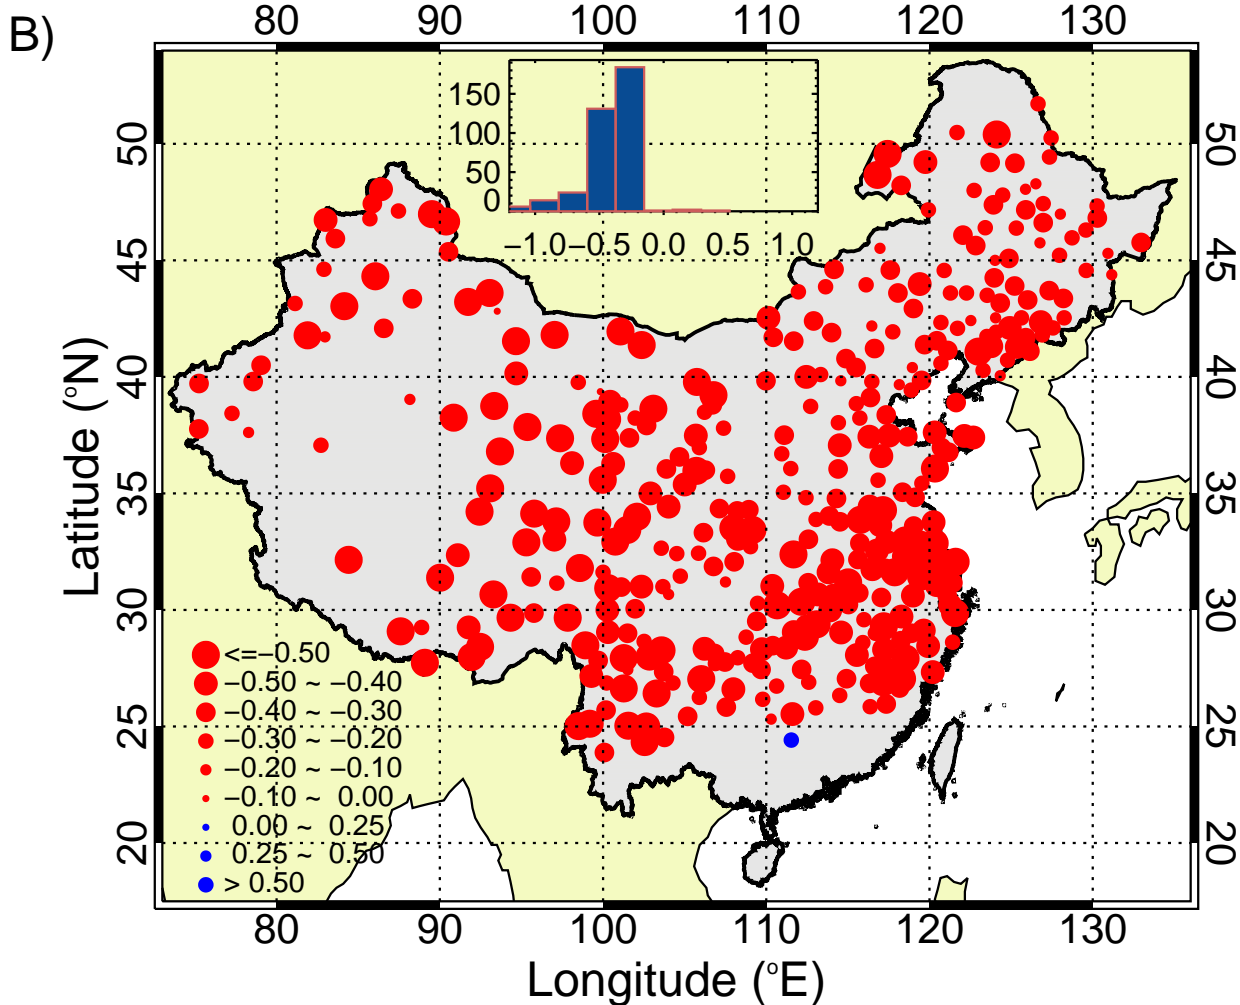 B)
80 90 100 110 120 130
150
100
50
0
−1.0 −0.5 0.0 0.5 1.0
50 50
45 45
40 40
35 35
30 30
25 25
20 20
Latitude (°N)
<=−0.50
−0.50 ~ −0.40
−0.40 ~ −0.30
−0.30 ~ −0.20
−0.20 ~ −0.10
−0.10 ~ 0.00
0.00 ~ 0.25
0.25 ~ 0.50
> 0.50
80 90 100 110 120 130
Longitude (°E)